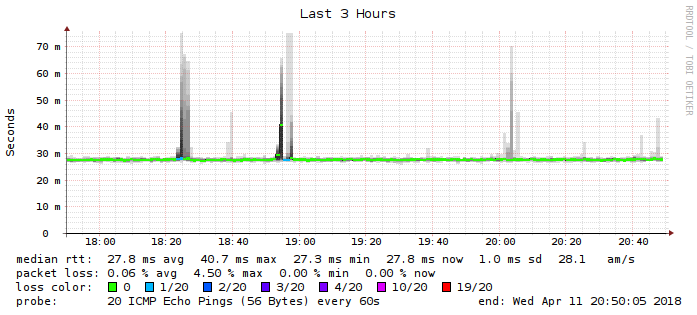 Last 3 Hours
RRDTOOL / TOBI OETIKER
Seconds
70 m
60 m
50 m
40 m
30 m
20 m
10 m
0
18:00 18:20 18:40 19:00 19:20 19:40 20:00 20:20 20:40
median rtt: 27.8 ms avg 40.7 ms max 27.3 ms min 27.8 ms now 1.0 ms sd 28.1 am/s
packet loss: 0.06 % avg 4.50 % max 0.00 % min 0.00 % now
loss color: 0 1/20 2/20 3/20 4/20 10/20 19/20
probe: 20 ICMP Echo Pings (56 Bytes) every 60s end: Wed Apr 11 20:50:05 2018